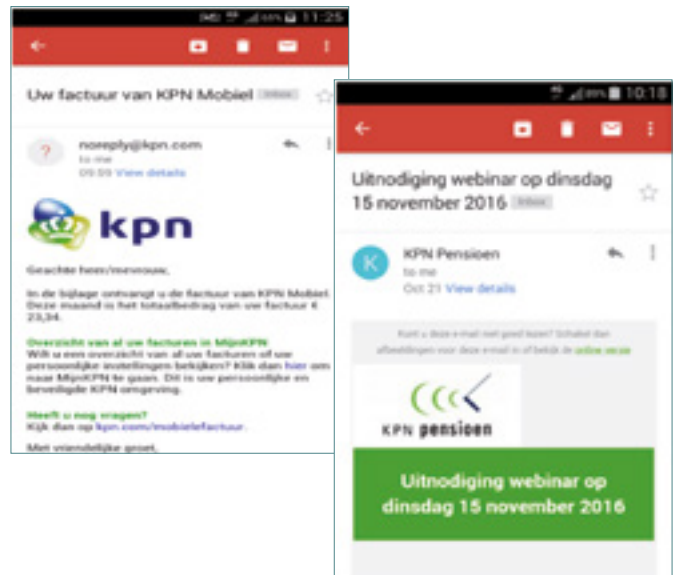 11:25
Uw factuur van KPN Mobiel Inbox
?
noreply@kpn.com
to me
09:59 View details
kpn
Geachte heer/mevrouw,
In de bijlage ontvangt u de factuur van KPN Mobiel.
Deze maand is het totaalbedrag van uw factuur €
23,34.
Overzicht van al uw facturen in MijnKPN
Wilt u een overzicht van al uw facturen of uw
persoonlijke instellingen bekijken? Klik dan hier om
naar MijnKPN te gaan. Dit is uw persoonlijke en
beveiligde KPN omgeving.
Heeft u nog vragen?
Kijk dan op kpn.com/mobielefactuur.
Met vriendelijke groet,
10:18
Uitnodiging webinar op dinsdag
15 november 2016 Inbox
K
KPN Pensioen
to me
Oct 21 View details
Kunt u deze e-mail niet goed lezen? Schakel dan
afbeeldingen voor deze e-mail in of bekijk de online versie
KPN pensioen
Uitnodiging webinar op
dinsdag 15 november 2016